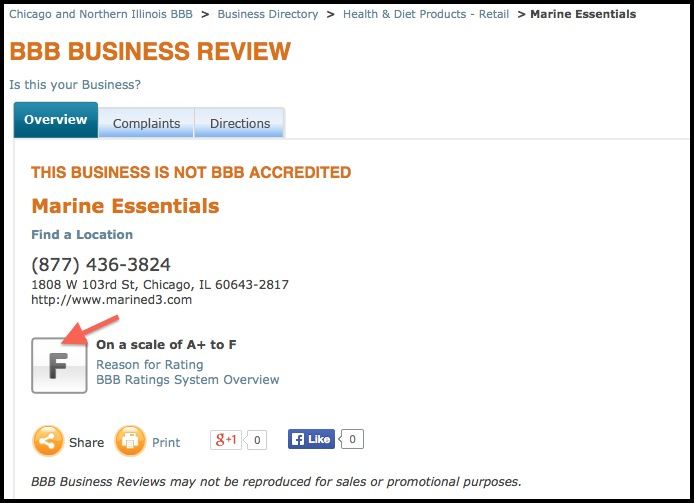 Chicago and Northern Illinois BBB > Business Directory > Health & Diet Products - Retail > Marine Essentials
BBB BUSINESS REVIEW
Is this your Business?
Overview Complaints Directions
THIS BUSINESS IS NOT BBB ACCREDITED
Marine Essentials
Find a Location
(877) 436-3824
1808 W 103rd St, Chicago, IL 60643-2817
http://www.marined3.com
F
On a scale of A+ to F
Reason for Rating
BBB Ratings System Overview
Share Print g+1 0 Like 0
BBB Business Reviews may not be reproduced for sales or promotional purposes.